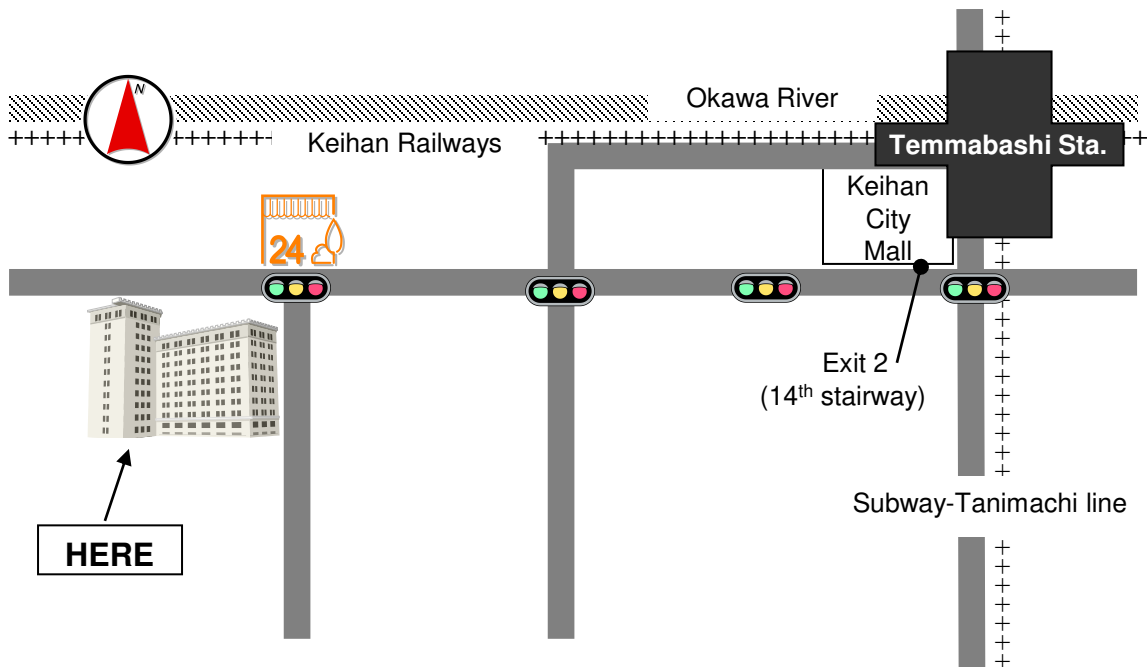 N
Okawa River
Keihan Railways
Temmabashi Sta.
Keihan
City
Mall
24
Exit 2
(14th stairway)
Subway-Tanimachi line
HERE